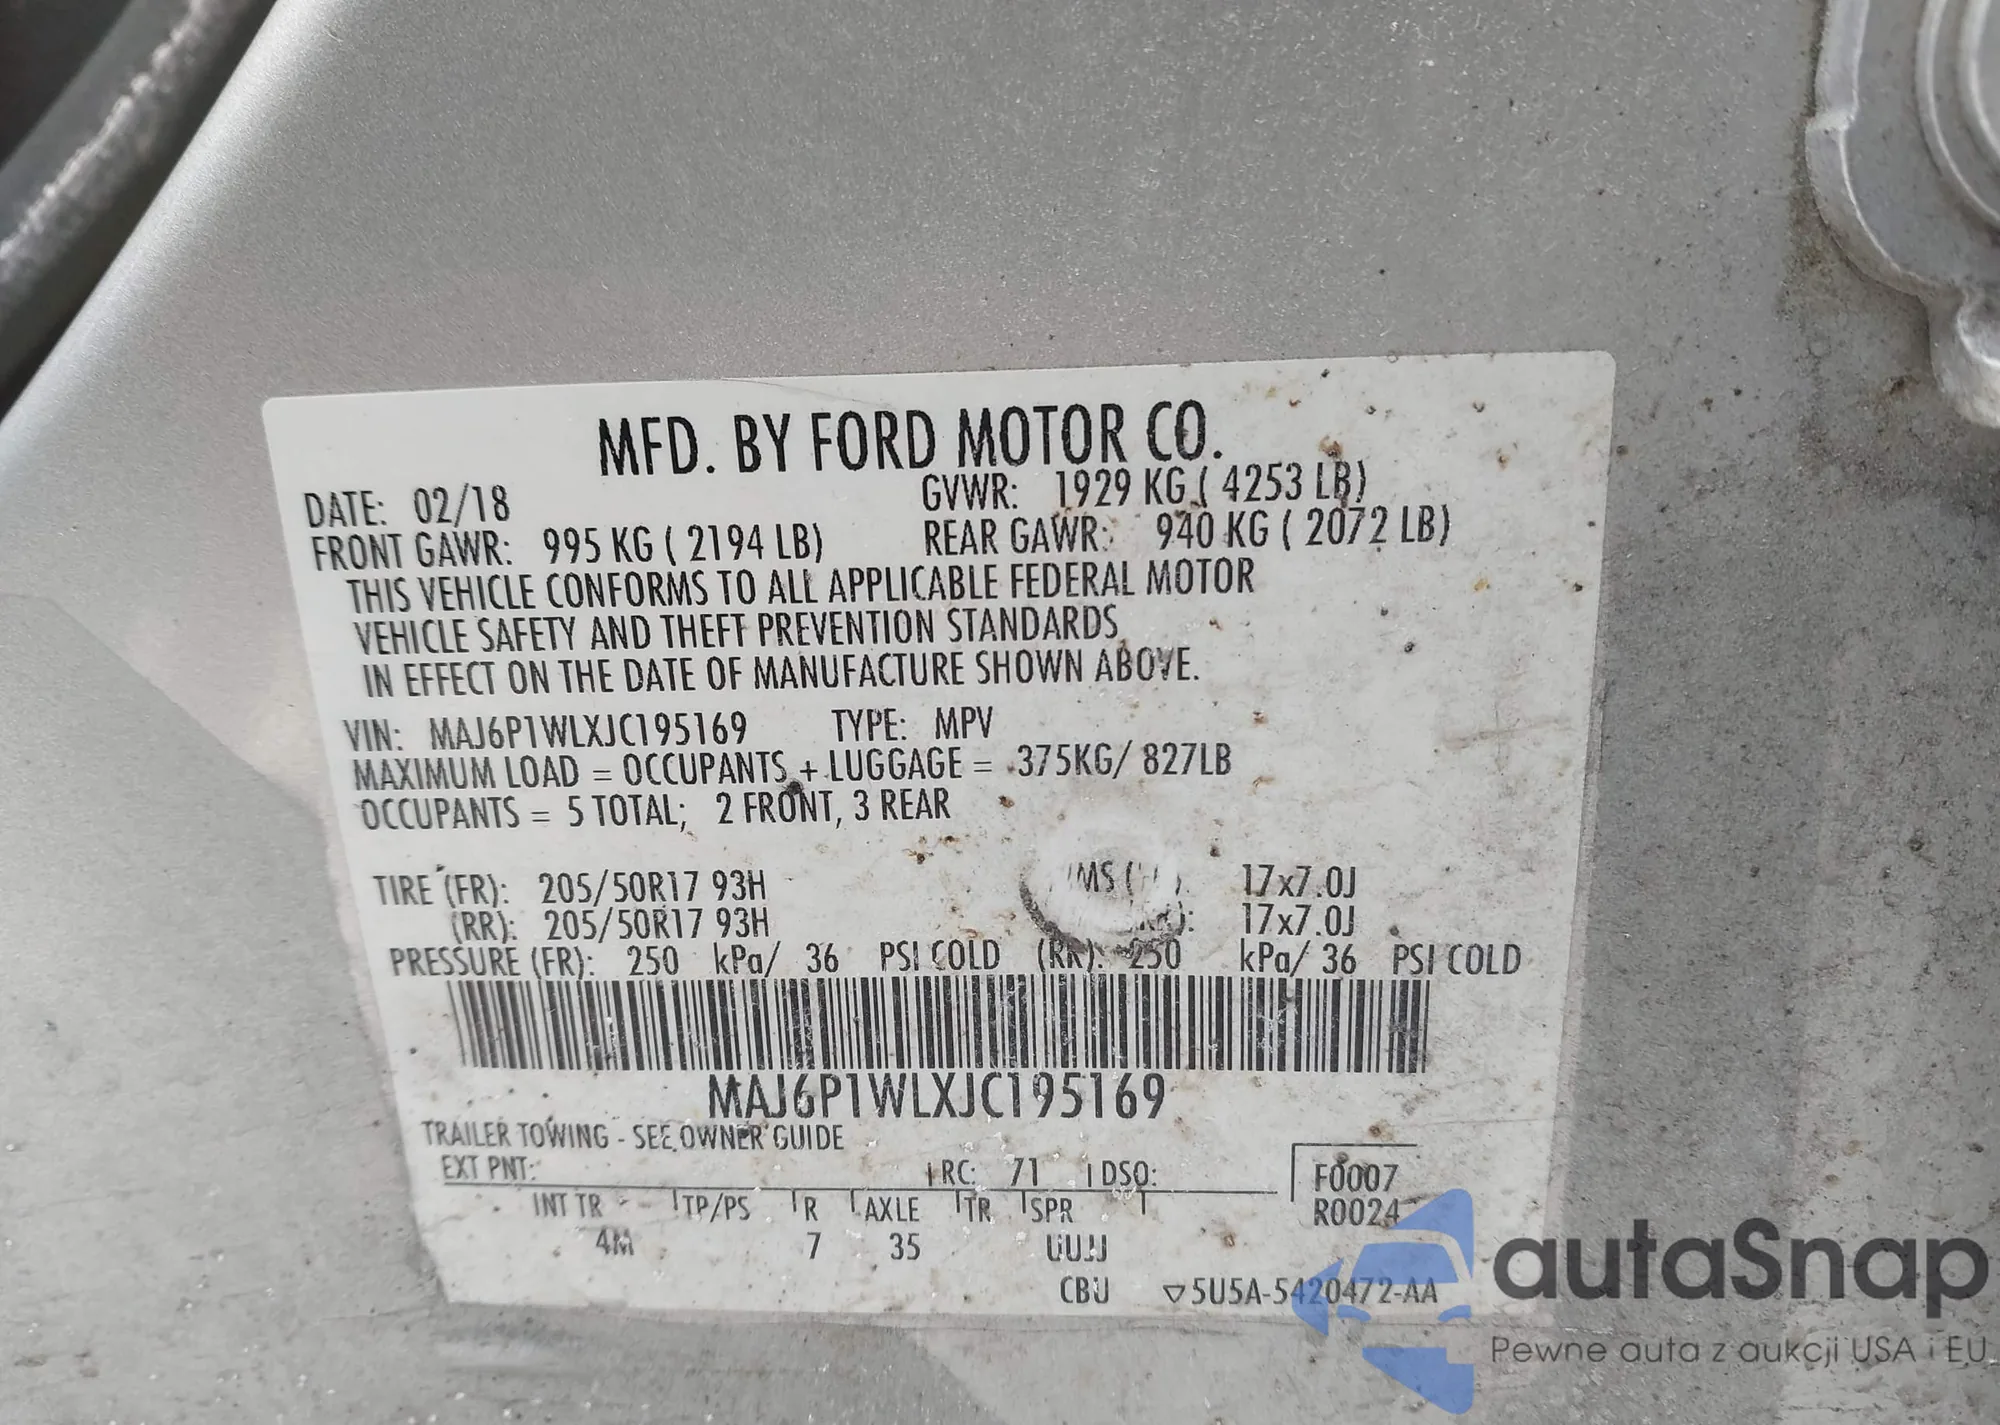 MFD. BY FORD MOTOR CO.
DATE: 02/18 GVWR: 1929 KG ( 4253 LB)
FRONT GAWR: 995 KG ( 2194 LB) REAR GAWR: 940 KG ( 2072 LB)
THIS VEHICLE CONFORMS TO ALL APPLICABLE FEDERAL MOTOR
VEHICLE SAFETY AND THEFT PREVENTION STANDARDS
IN EFFECT ON THE DATE OF MANUFACTURE SHOWN ABOVE.
VIN: MAJ6P1WLXJC195169 TYPE: MPV
MAXIMUM LOAD = OCCUPANTS + LUGGAGE = 375KG/ 827LB
OCCUPANTS = 5 TOTAL; 2 FRONT, 3 REAR
TIRE (FR): 205/50R17 93H 17x7.0J
(RR): 205/50R17 93H 17x7.0J
PRESSURE (FR): 250 kPa/ 36 PSI COLD (RR): 250 kPa/ 36 PSI COLD
MAJ6P1WLXJC195169
TRAILER TOWING - SEE OWNER GUIDE
EXT PNT: RC: 71 DSO:
INT TR TP/PS R AXLE TR SPR
4M 7 35 UUJJ
F0007
R0024
CBU ▽5U5A-5420472-AA
autaSnap
Pewne auta z aukcji USA i EU